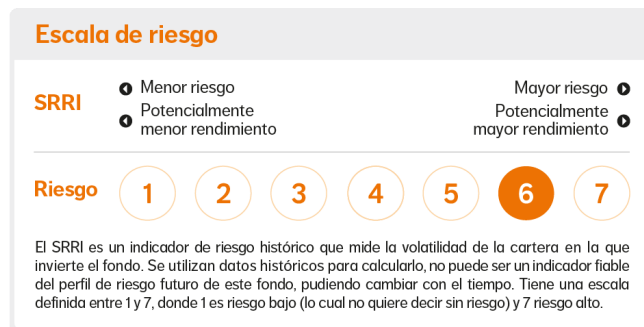 Escala de riesgo
SRRI
Menor riesgo
Potencialmente
menor rendimiento
Mayor riesgo
Potencialmente
mayor rendimiento
Riesgo 1 2 3 4 5 6 7
El SRRI es un indicador de riesgo histórico que mide la volatilidad de la cartera en la que
invierte el fondo. Se utilizan datos históricos para calcularlo, no puede ser un indicador fiable
del perfil de riesgo futuro de este fondo, pudiendo cambiar con el tiempo. Tiene una escala
definida entre 1 y 7, donde 1 es riesgo bajo (lo cual no quiere decir sin riesgo) y 7 riesgo alto.